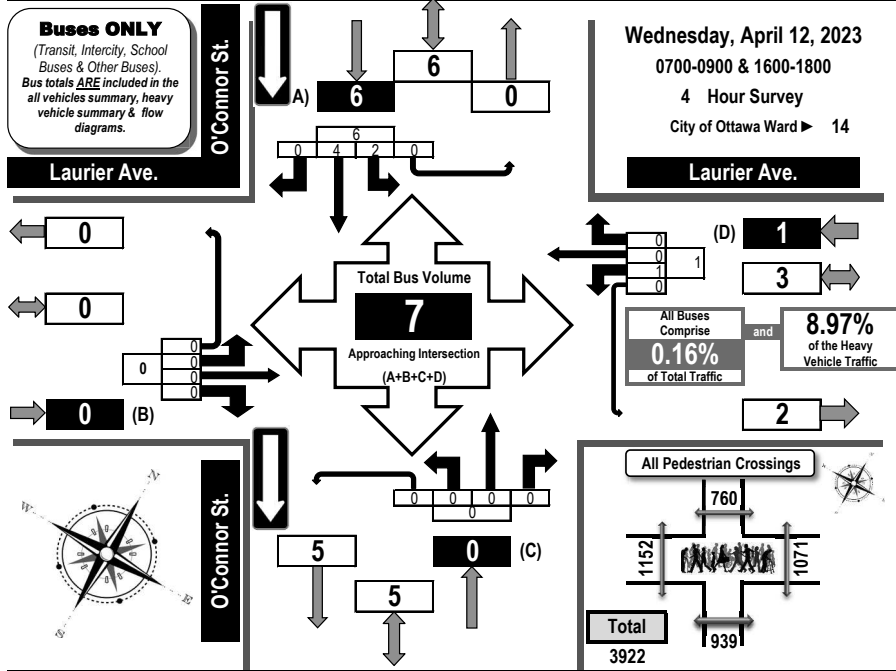 Buses ONLY
(Transit, Intercity, School
Buses & Other Buses).
Bus totals ARE included in the
all vehicles summary, heavy
vehicle summary & flow
diagrams.
O'Connor St.
Laurier Ave.
A)
6
6
0
6
0 4 2 0
Wednesday, April 12, 2023
0700-0900 & 1600-1800
4 Hour Survey
City of Ottawa Ward ► 14
Laurier Ave.
0
0
0
0
0
0
0
0 (B)
Total Bus Volume
7
Approaching Intersection
(A+B+C+D)
0
0
1
0
1
(D) 1
3
All Buses
Comprise
0.16%
of Total Traffic
and
8.97%
of the Heavy
Vehicle Traffic
2
N
W
E
S
O'Connor St.
0 0 0 0
0
5
0 (C)
5
All Pedestrian Crossings
760
1152
1071
939
Total
3922